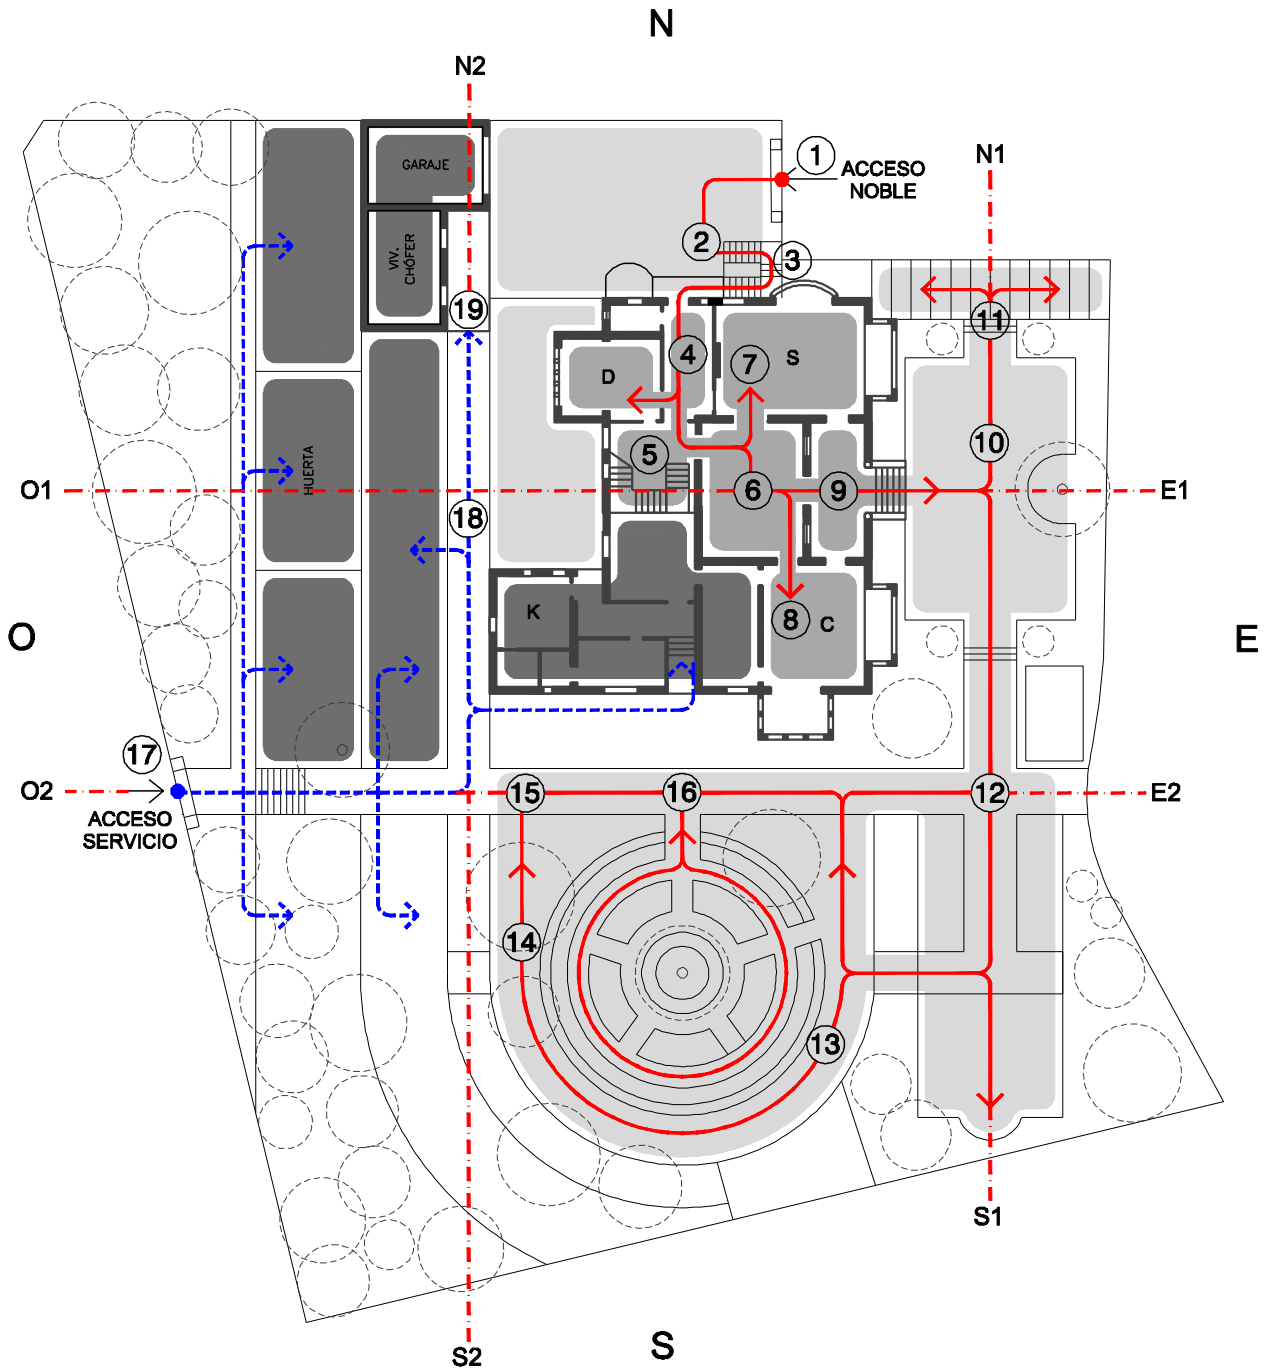 N
N2
1
ACCESO
NOBLE
N1
GARAJE
VIV.
CHÓFER
2
3
19
11
4
7
S
D
10
5
HUERTA
O1
6
9
E1
18
K
8
C
O
E
17
O2
15
16
12
E2
ACCESO
SERVICIO
14
13
S1
S
S2